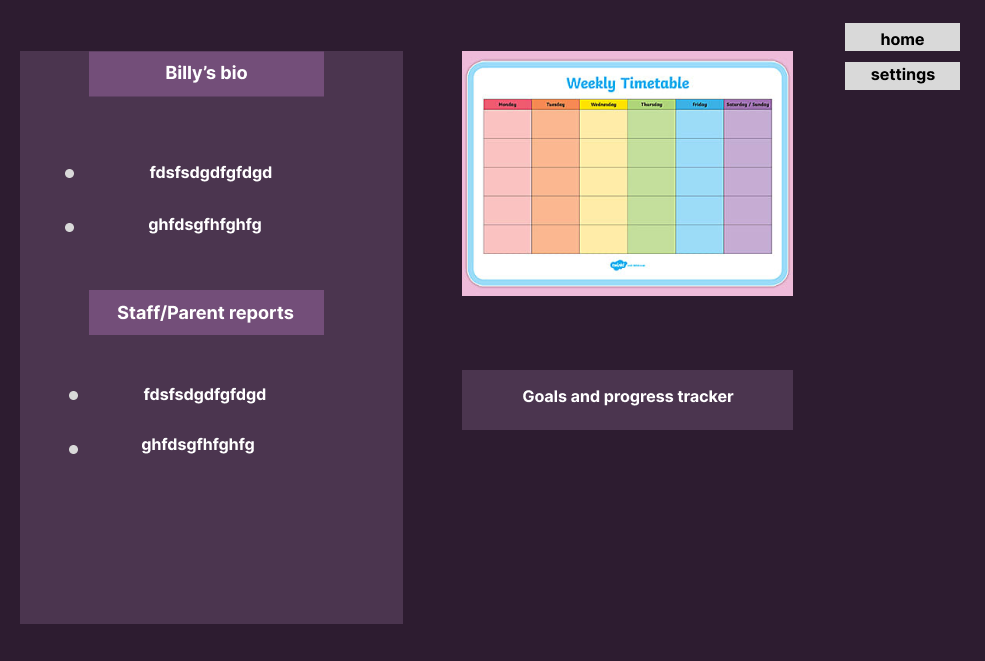 home
settings
Billy’s bio
fdsfsdgdfgfdgd
ghfdsgfhfghfg
Staff/Parent reports
fdsfsdgdfgfdgd
ghfdsgfhfghfg
Weekly Timetable
Monday Tuesday Wednesday Thursday Friday Saturday / Sunday
Goals and progress tracker